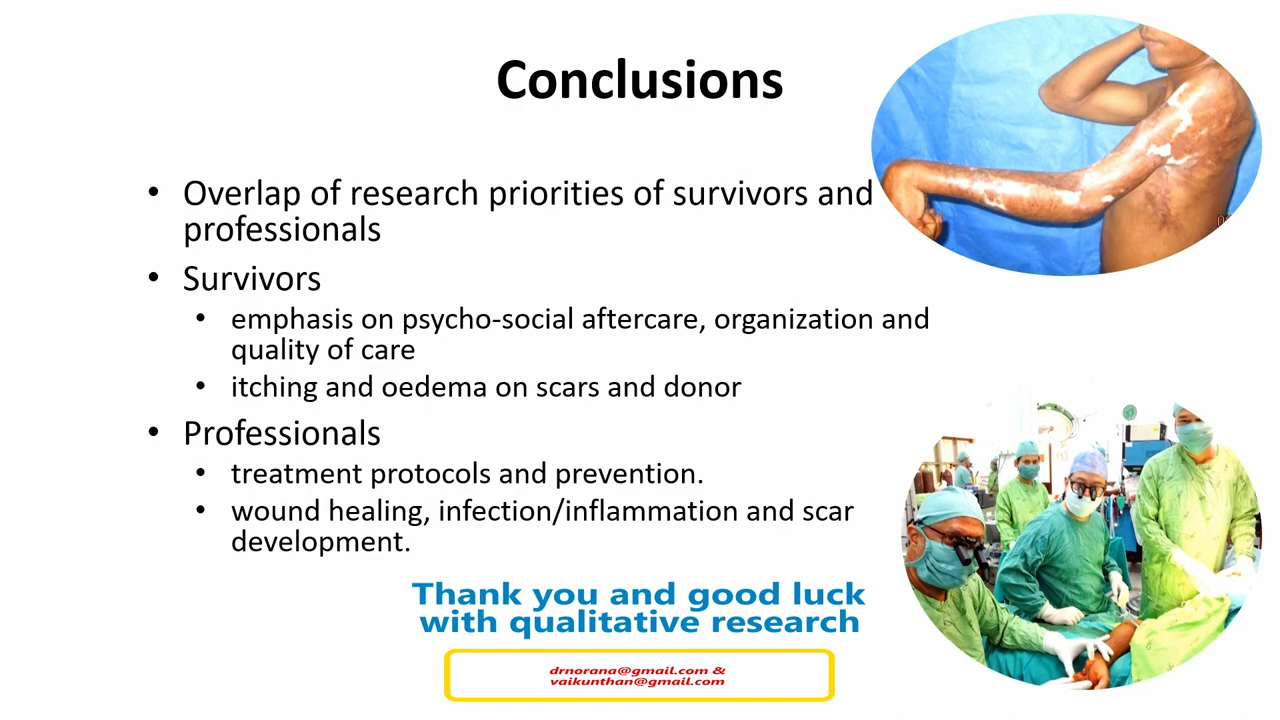 Conclusions
• Overlap of research priorities of survivors and
professionals
• Survivors
• emphasis on psycho-social aftercare, organization and
quality of care
• itching and oedema on scars and donor
• Professionals
• treatment protocols and prevention.
• wound healing, infection/inflammation and scar
development.
Thank you and good luck
with qualitative research
drnorana@gmail.com &
vaikunthan@gmail.com